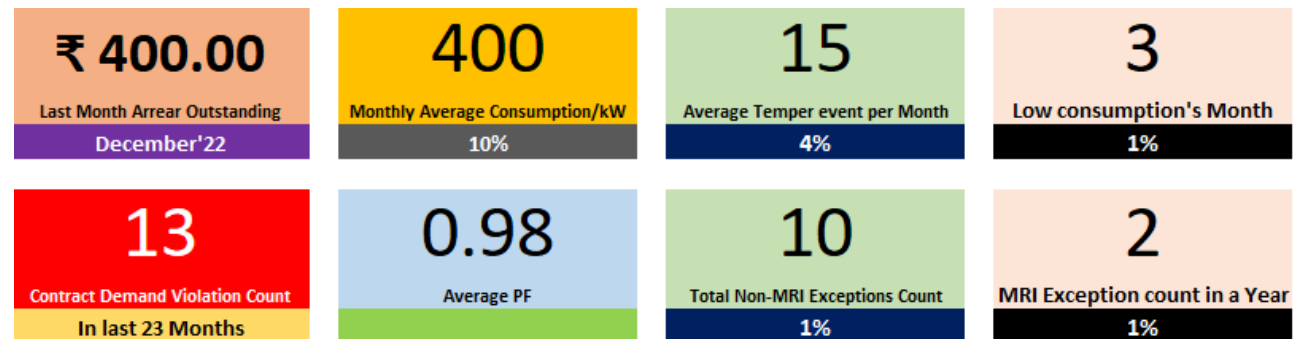 ₹ 400.00
Last Month Arrear Outstanding
December'22
400
Monthly Average Consumption/kW
10%
15
Average Temper event per Month
4%
3
Low consumption's Month
1%
13
Contract Demand Violation Count
In last 23 Months
0.98
Average PF
10
Total Non-MRI Exceptions Count
1%
2
MRI Exception count in a Year
1%